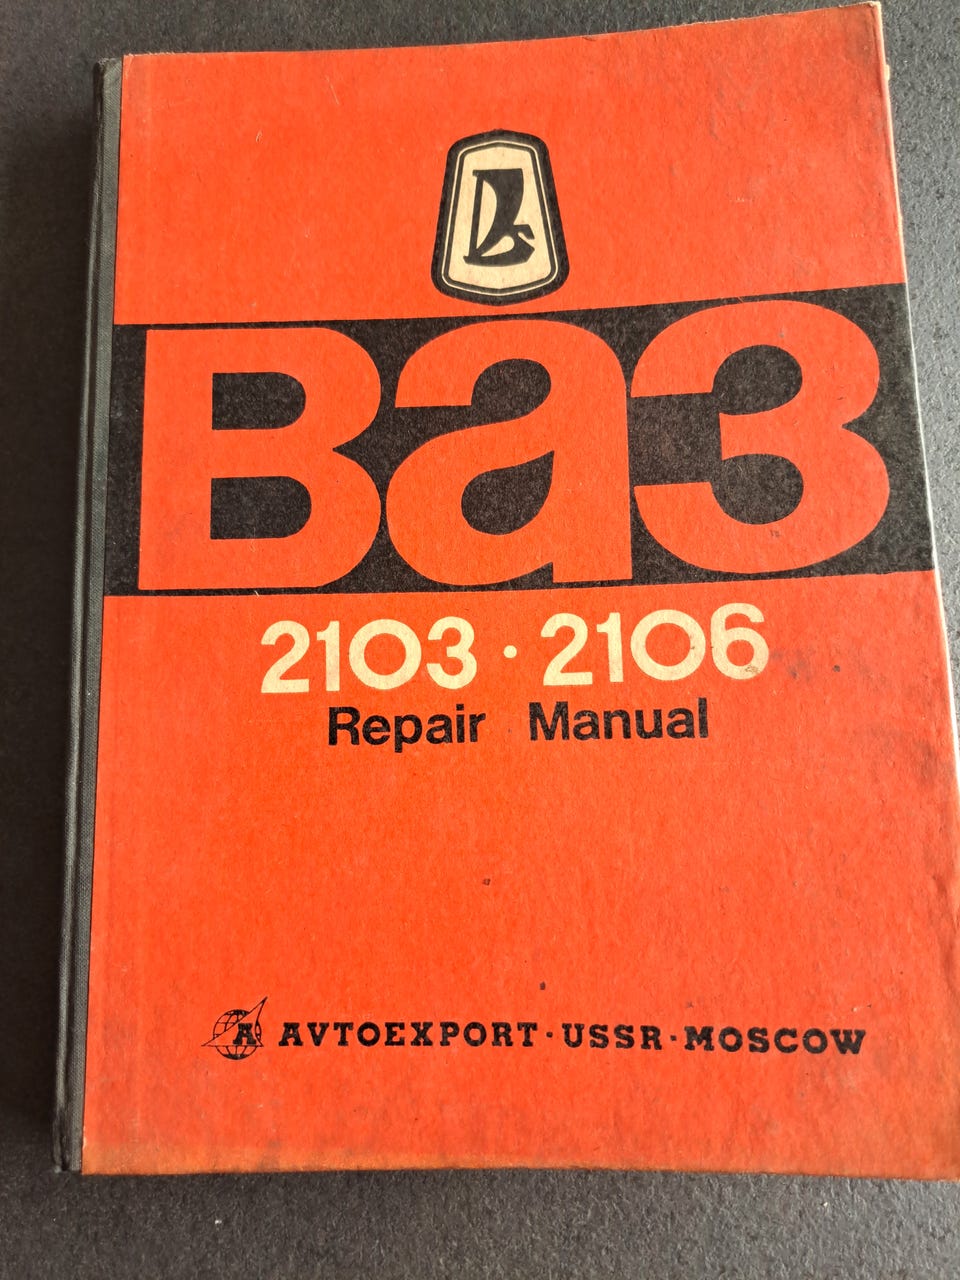 Ваз
2103 · 2106
Repair Manual
A AVTOEXPORT · USSR · MOSCOW